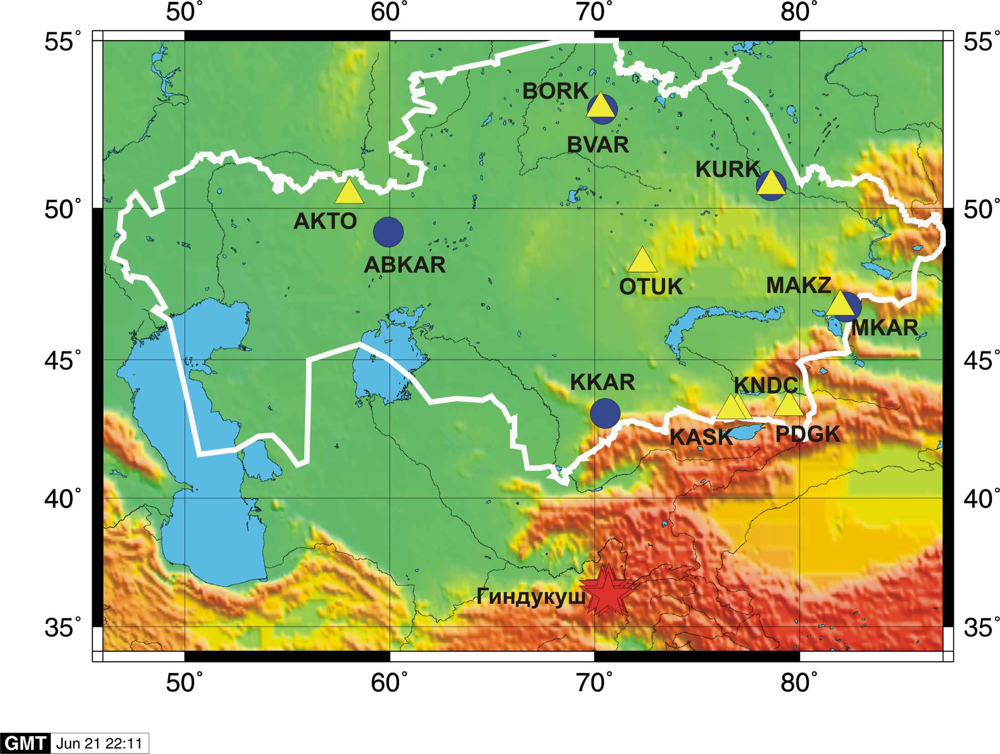 50° 60° 70° 80°
55° 55°
BORK
BVAR
KURK
50° 50°
AKTO
ABKAR
OTUK
MAKZ
MKAR
45° 45°
KKAR
KNDC
KASK
PDGK
40° 40°
Гиндукуш
35° 35°
50° 60° 70° 80°
GMT Jun 21 22:11